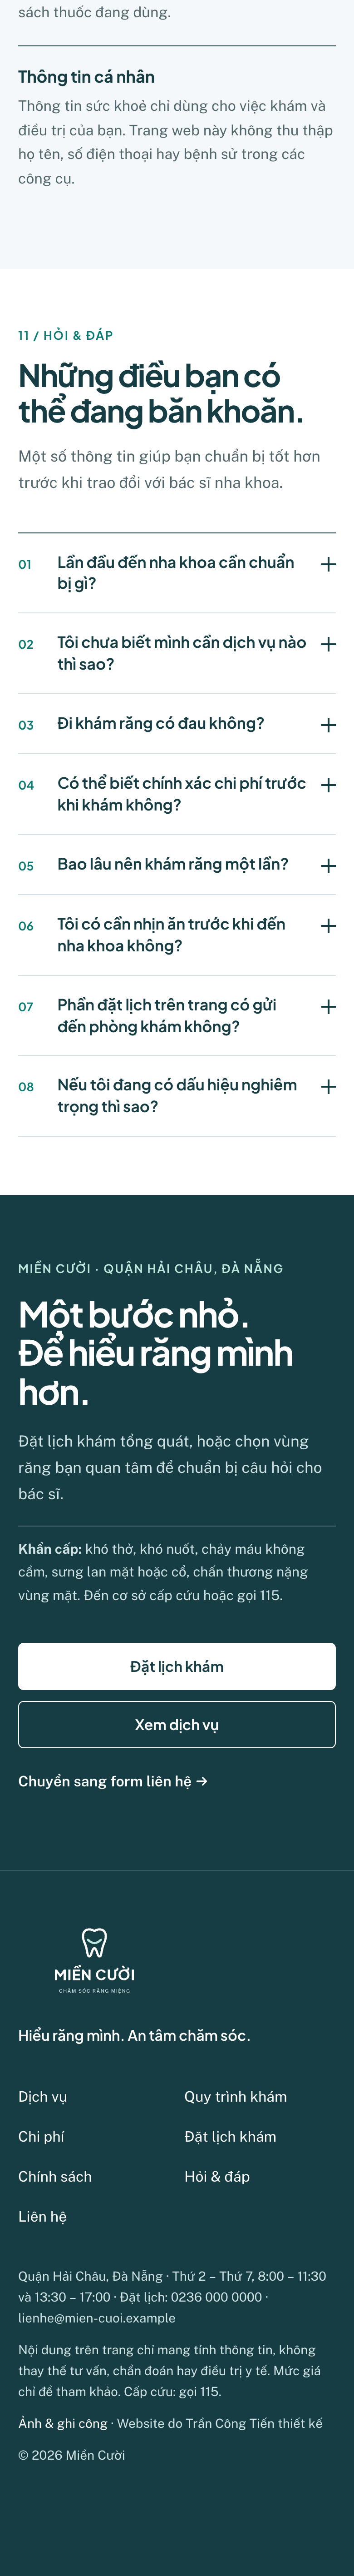 sách thuốc đang dùng.
Thông tin cá nhân
Thông tin sức khoẻ chỉ dùng cho việc khám và
điều trị của bạn. Trang web này không thu thập
họ tên, số điện thoại hay bệnh sử trong các
công cụ.
11 / HỎI & ĐÁP
Những điều bạn có
thể đang băn khoăn.
Một số thông tin giúp bạn chuẩn bị tốt hơn
trước khi trao đổi với bác sĩ nha khoa.
01 Lần đầu đến nha khoa cần chuẩn
bị gì?
02 Tôi chưa biết mình cần dịch vụ nào
thì sao?
03 Đi khám răng có đau không?
04 Có thể biết chính xác chi phí trước
khi khám không?
05 Bao lâu nên khám răng một lần?
06 Tôi có cần nhịn ăn trước khi đến
nha khoa không?
07 Phần đặt lịch trên trang có gửi
đến phòng khám không?
08 Nếu tôi đang có dấu hiệu nghiêm
trọng thì sao?
MIỀN CƯỜI · QUẬN HẢI CHÂU, ĐÀ NẴNG
Một bước nhỏ.
Để hiểu răng mình
hơn.
Đặt lịch khám tổng quát, hoặc chọn vùng
răng bạn quan tâm để chuẩn bị câu hỏi cho
bác sĩ.
Khẩn cấp: khó thở, khó nuốt, chảy máu không
cầm, sưng lan mặt hoặc cổ, chấn thương nặng
vùng mặt. Đến cơ sở cấp cứu hoặc gọi 115.
Đặt lịch khám
Xem dịch vụ
Chuyển sang form liên hệ →
MIỀN CƯỜI
CHĂM SÓC RĂNG MIỆNG
Hiểu răng mình. An tâm chăm sóc.
Dịch vụ Quy trình khám
Chi phí Đặt lịch khám
Chính sách Hỏi & đáp
Liên hệ
Quận Hải Châu, Đà Nẵng · Thứ 2 – Thứ 7, 8:00 – 11:30
và 13:30 – 17:00 · Đặt lịch: 0236 000 0000 ·
lienhe@mien-cuoi.example
Nội dung trên trang chỉ mang tính thông tin, không
thay thế tư vấn, chẩn đoán hay điều trị y tế. Mức giá
chỉ để tham khảo. Cấp cứu: gọi 115.
Ảnh & ghi công · Website do Trần Công Tiến thiết kế
© 2026 Miền Cười